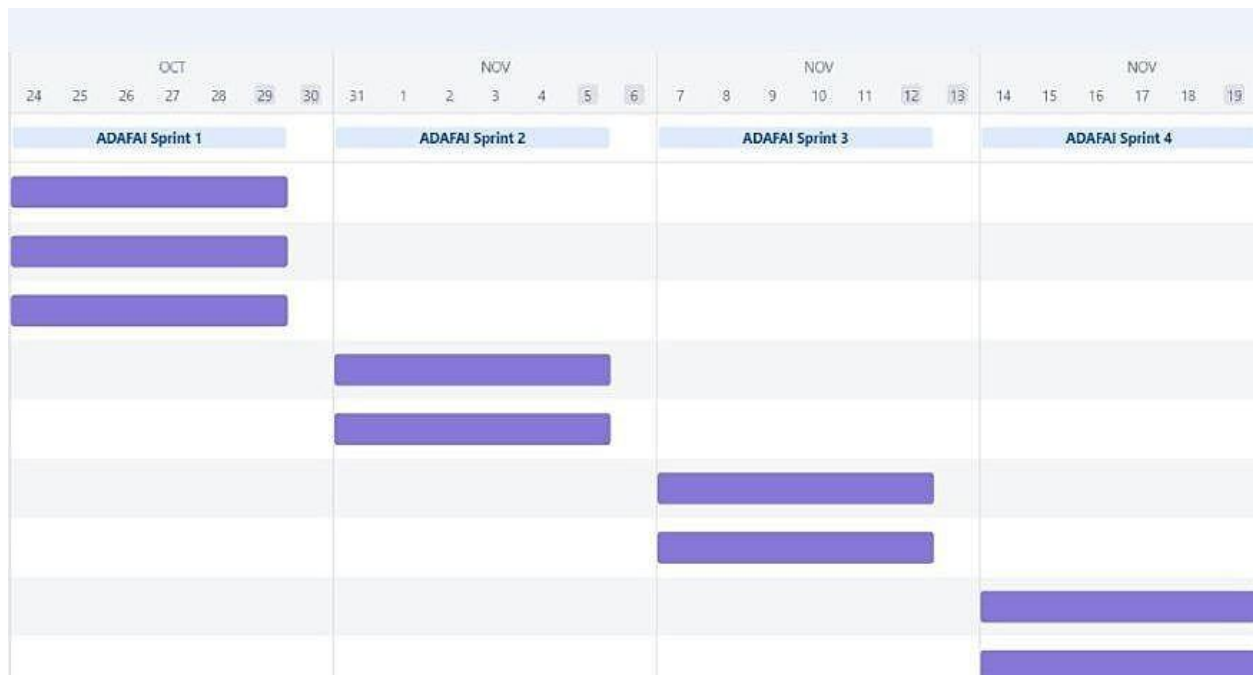 OCT NOV NOV NOV
24 25 26 27 28 29 30 31 1 2 3 4 5 6 7 8 9 10 11 12 13 14 15 16 17 18 19
ADAFAI Sprint 1 ADAFAI Sprint 2 ADAFAI Sprint 3 ADAFAI Sprint 4